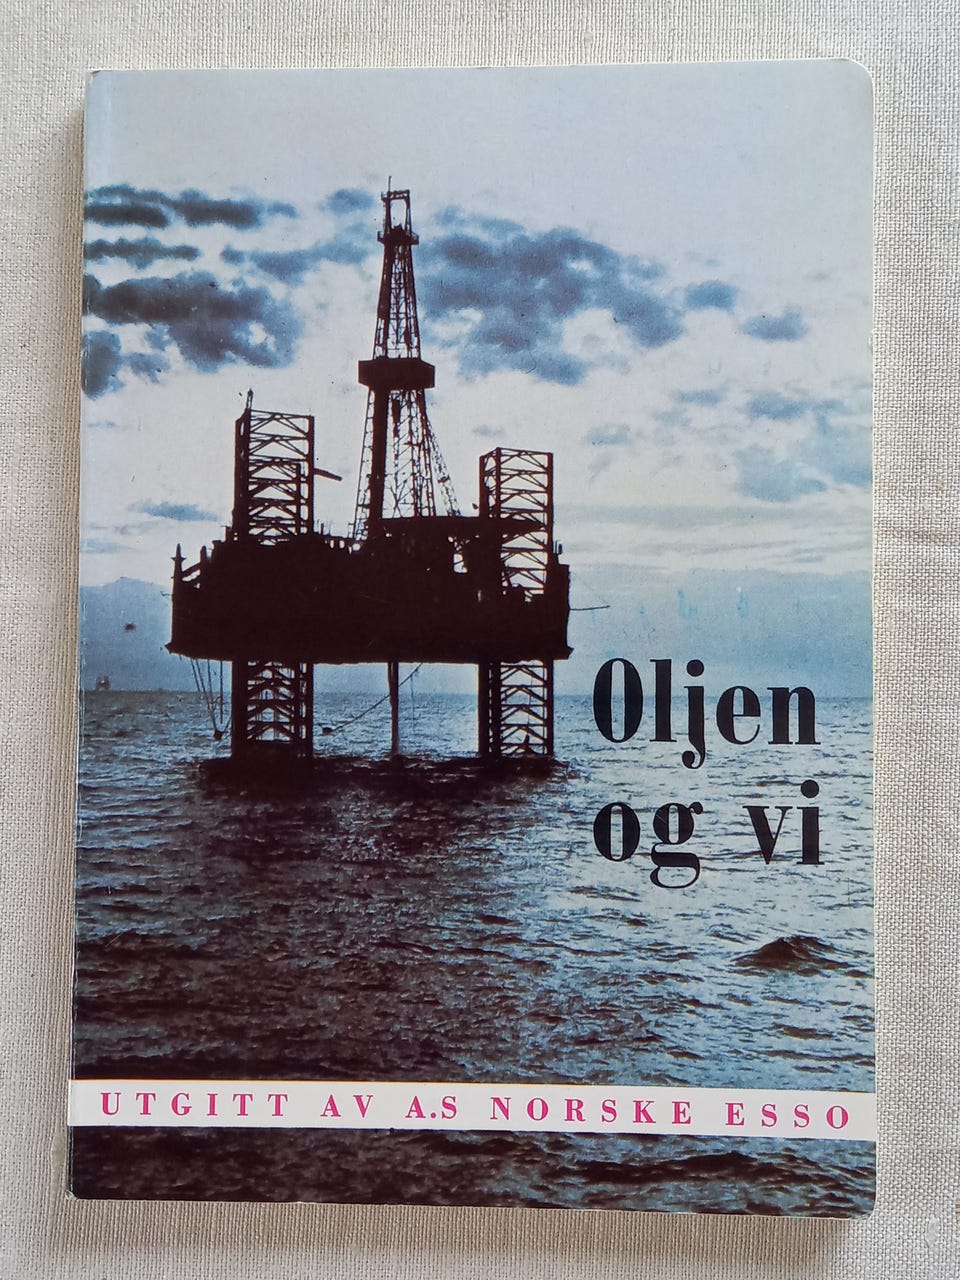 Oljen
og vi
UTGITT AV A.S NORSKE ESSO